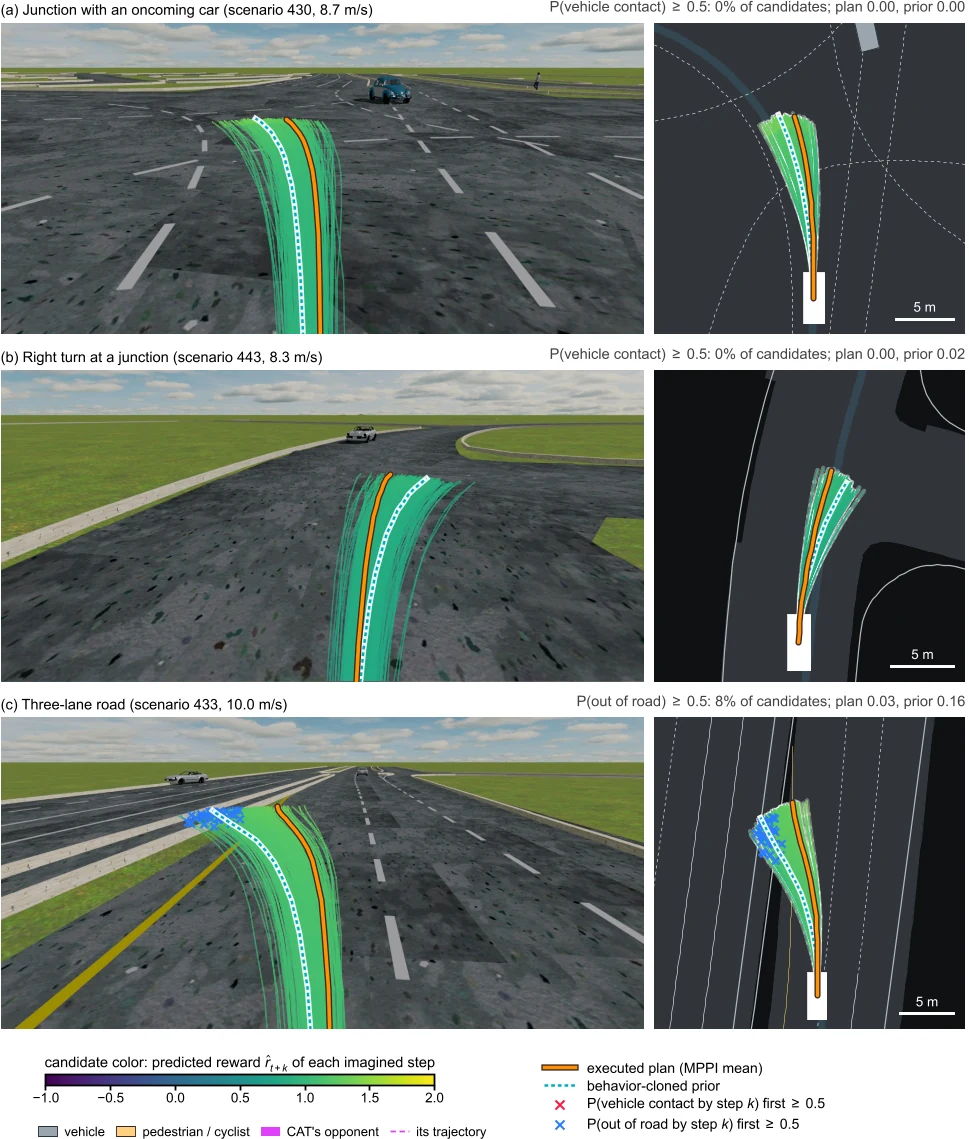 (a) Junction with an oncoming car (scenario 430, 8.7 m/s)
P(vehicle contact) ≥ 0.5: 0% of candidates; plan 0.00, prior 0.00
5 m
(b) Right turn at a junction (scenario 443, 8.3 m/s)
P(vehicle contact) ≥ 0.5: 0% of candidates; plan 0.00, prior 0.02
5 m
(c) Three-lane road (scenario 433, 10.0 m/s)
P(out of road) ≥ 0.5: 8% of candidates; plan 0.03, prior 0.16
5 m
candidate color: predicted reward r̂ₜ₊ₖ of each imagined step
−1.0 −0.5 0.0 0.5 1.0 1.5 2.0
vehicle pedestrian / cyclist CAT's opponent its trajectory
executed plan (MPPI mean)
behavior-cloned prior
P(vehicle contact by step k) first ≥ 0.5
P(out of road by step k) first ≥ 0.5